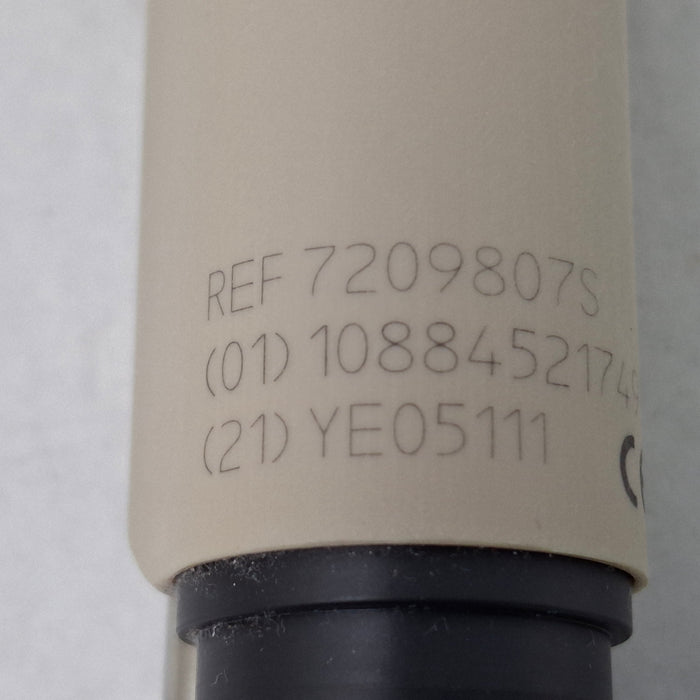 REF 7209807S
(01) 1088452174
(21) YE05111